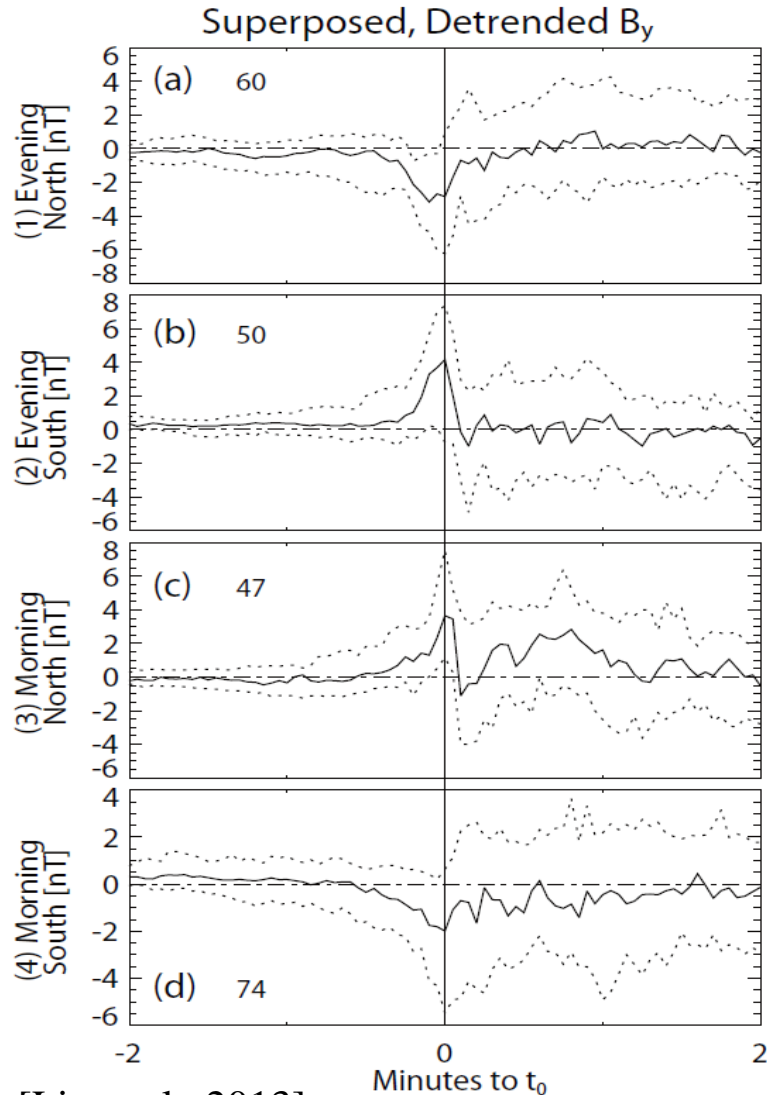 Superposed, Detrended By
(1) Evening
North [nT]
(a) 60
6
4
2
0
-2
-4
-6
-8
(2) Evening
South [nT]
(b) 50
8
6
4
2
0
-2
-4
-6
(3) Morning
North [nT]
(c) 47
8
6
4
2
0
-2
-4
-6
(4) Morning
South [nT]
(d) 74
4
2
0
-2
-4
-6
-2 0 2
Minutes to t0
2013]